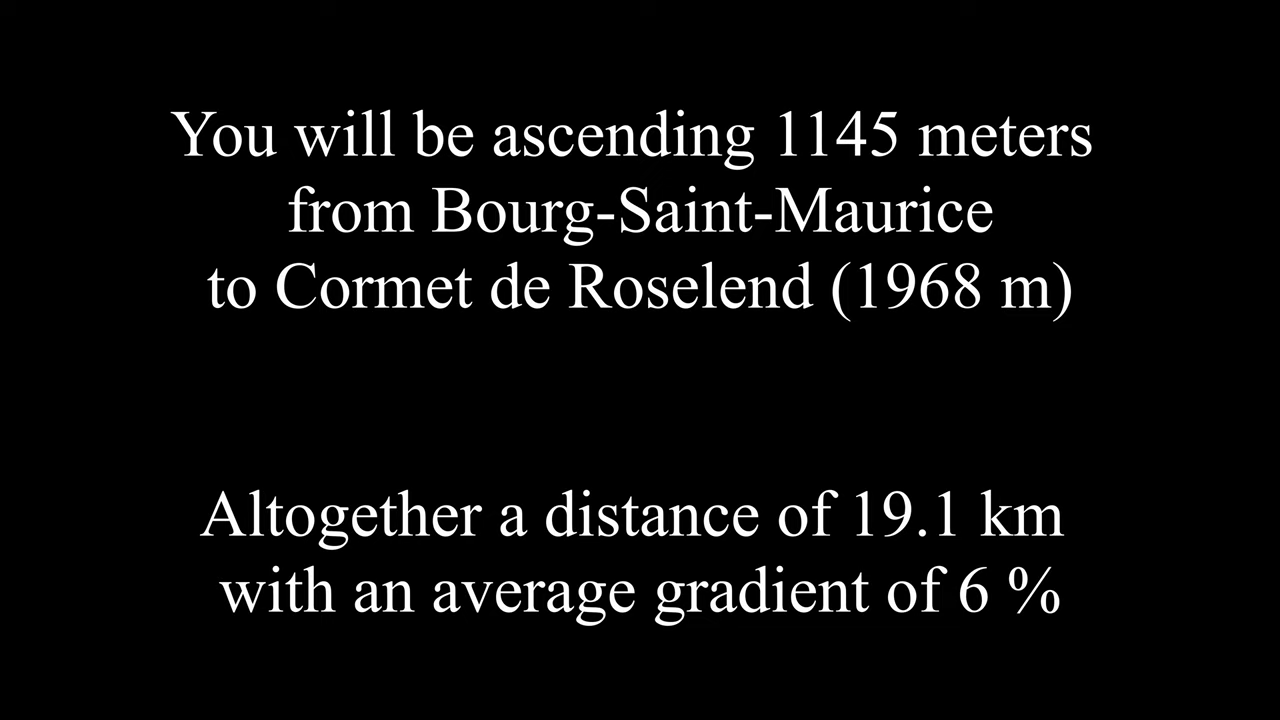 You will be ascending 1145 meters
from Bourg-Saint-Maurice
to Cormet de Roselend (1968 m)
Altogether a distance of 19.1 km
with an average gradient of 6 %